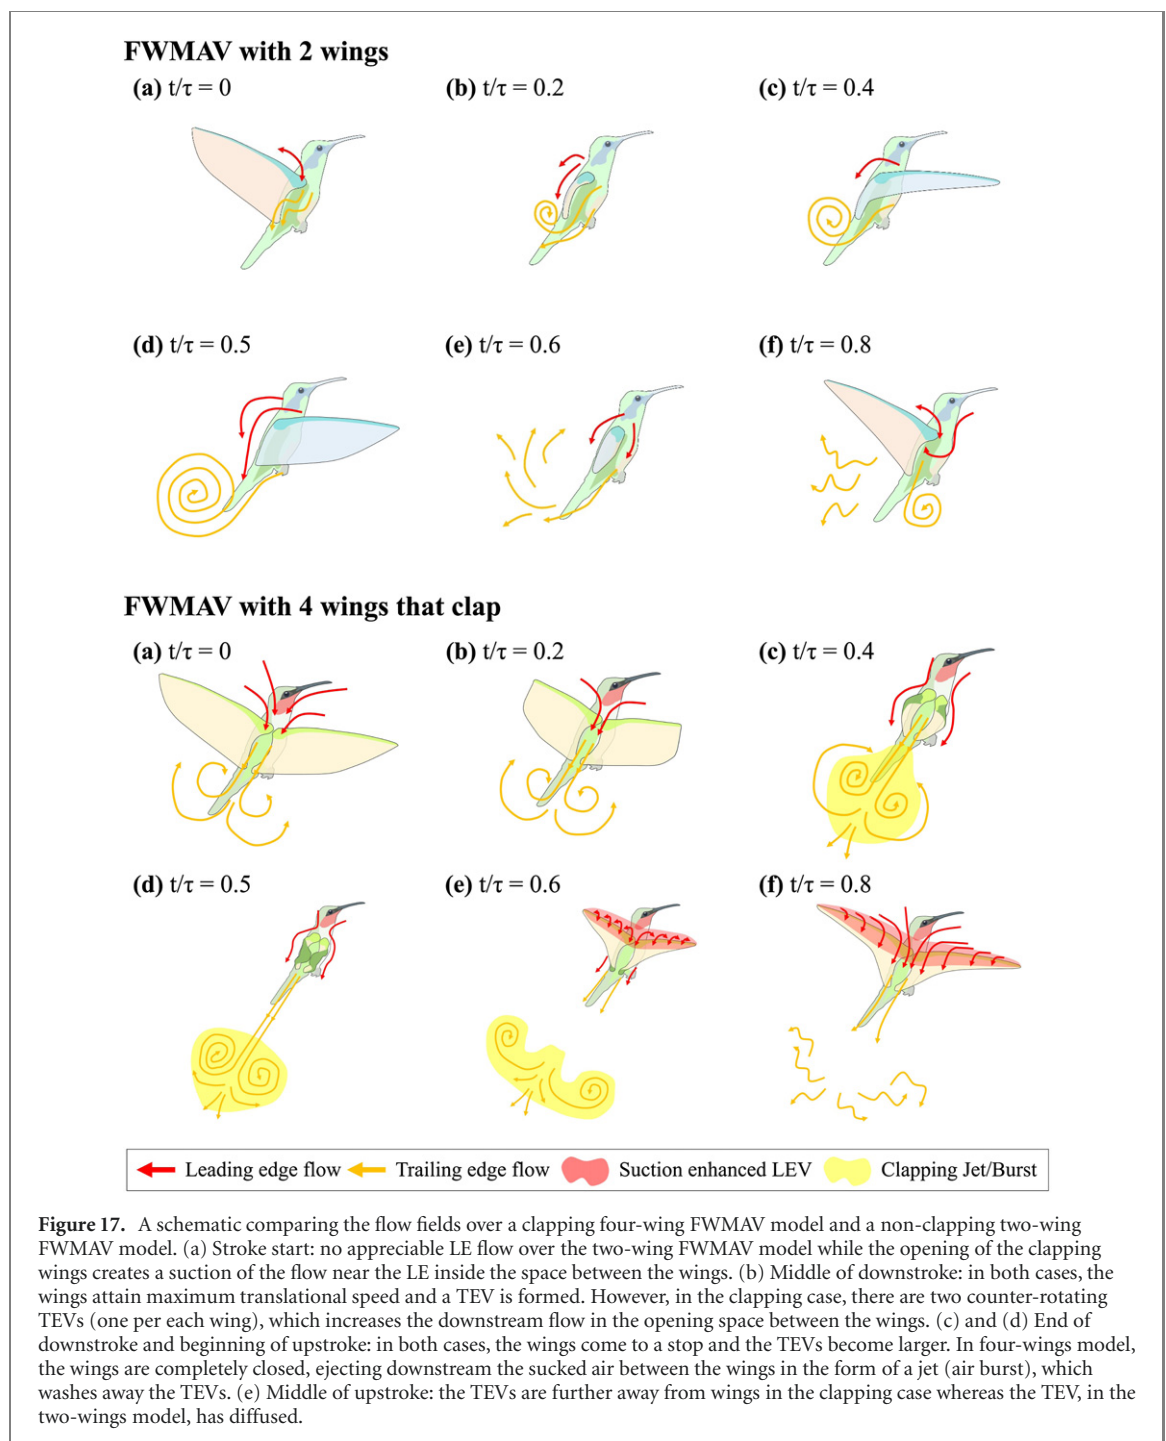 FWMAV with 2 wings
(a) t/τ = 0
(b) t/τ = 0.2
(c) t/τ = 0.4
(d) t/τ = 0.5
(e) t/τ = 0.6
(f) t/τ = 0.8
FWMAV with 4 wings that clap
(a) t/τ = 0
(b) t/τ = 0.2
(c) t/τ = 0.4
(d) t/τ = 0.5
(e) t/τ = 0.6
(f) t/τ = 0.8
Leading edge flow Trailing edge flow Suction enhanced LEV Clapping Jet/Burst
Figure 17. A schematic comparing the flow fields over a clapping four-wing FWMAV model and a non-clapping two-wing
FWMAV model. (a) Stroke start: no appreciable LE flow over the two-wing FWMAV model while the opening of the clapping
wings creates a suction of the flow near the LE inside the space between the wings. (b) Middle of downstroke: in both cases, the
wings attain maximum translational speed and a TEV is formed. However, in the clapping case, there are two counter-rotating
TEVs (one per each wing), which increases the downstream flow in the opening space between the wings. (c) and (d) End of
downstroke and beginning of upstroke: in both cases, the wings come to a stop and the TEVs become larger. In four-wings model,
the wings are completely closed, ejecting downstream the sucked air between the wings in the form of a jet (air burst), which
washes away the TEVs. (e) Middle of upstroke: the TEVs are further away from wings in the clapping case whereas the TEV, in the
two-wings model, has diffused.